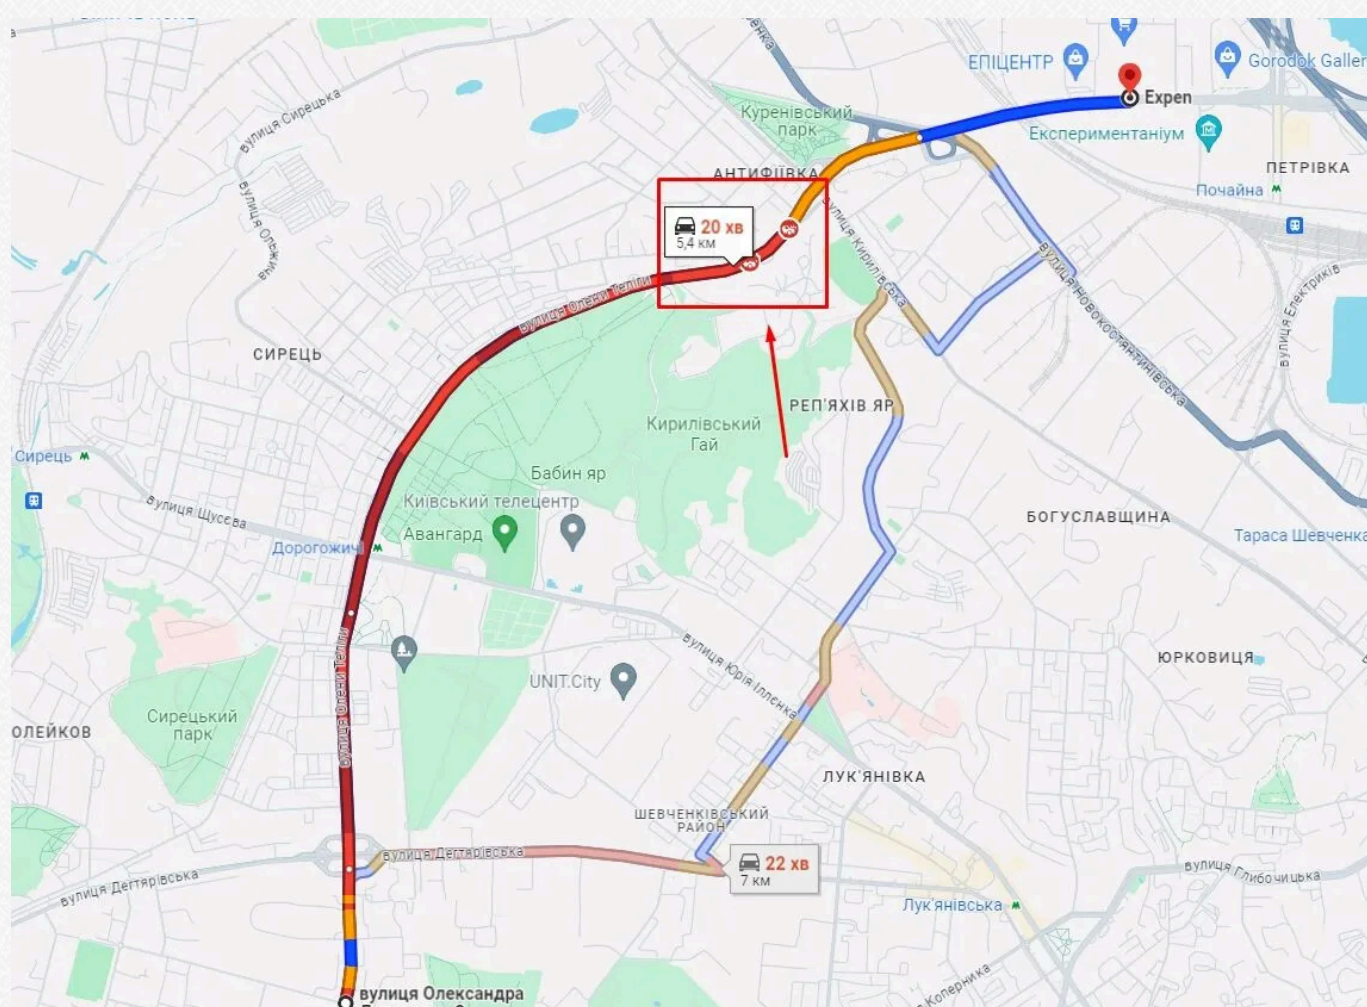 вулиця Сирецька
ЕПІЦЕНТР
Gorodok Galler
Expen
Куренівський
парк
Експериментаніум
АНТИФІЇВКА
ПЕТРІВКА
Почайна
вулиця Ольжича
20 хв
5,4 км
вулиця Кирилівська
вулиця Новокостянтинівська
вулиця Електриків
вулиця Олени Теліги
СИРЕЦЬ
РЕП'ЯХІВ ЯР
Кирилівський
Гай
Сирець
Бабин яр
Київський телецентр
вулиця Щусєва
Авангард
БОГУСЛАВЩИНА
Дорогожичі
Тараса Шевченка
вулиця Олени Теліги
вулиця Юрія Іллєнка
UNIT.City
ЮРКОВИЦЯ
Сирецький
парк
ОЛЕЙКОВ
ЛУК'ЯНІВКА
ШЕВЧЕНКІВСЬКИЙ
РАЙОН
вулиця Дегтярівська
22 хв
7 км
вулиця Глибочицька
вулиця Дегтярівська
Лук'янівська
Коперника
вулиця Олександра